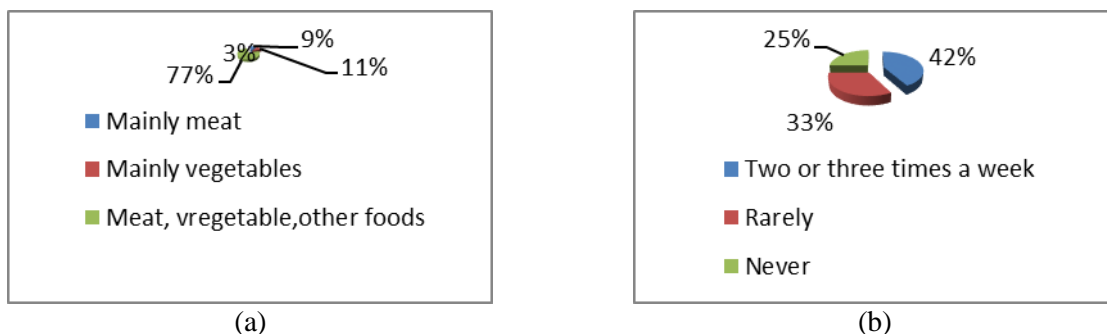 3%
9%
77%
11%
Mainly meat
Mainly vegetables
Meat, vregetable,other foods
(a)
25%
42%
33%
Two or three times a week
Rarely
Never
(b)